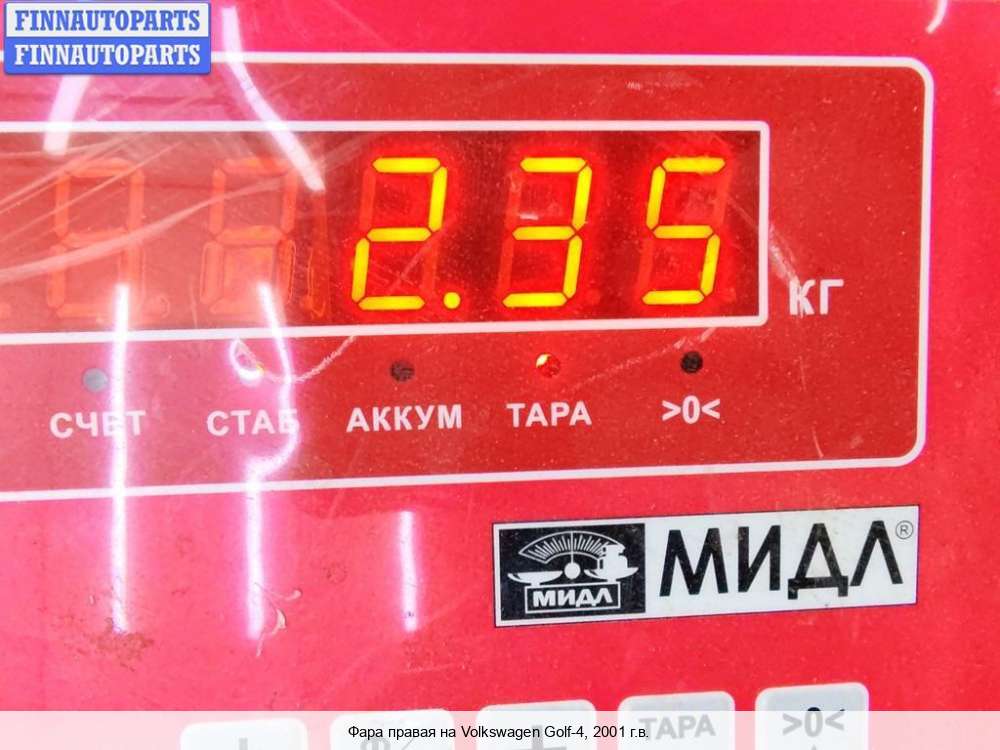 FINNAUTOPARTS
FINNAUTOPARTS
2.35
КГ
СЧЕТ СТАБ АККУМ ТАРА >0<
МИДЛ МИДЛ®
ТАРА >0<
Фара правая на Volkswagen Golf-4, 2001 г.в.